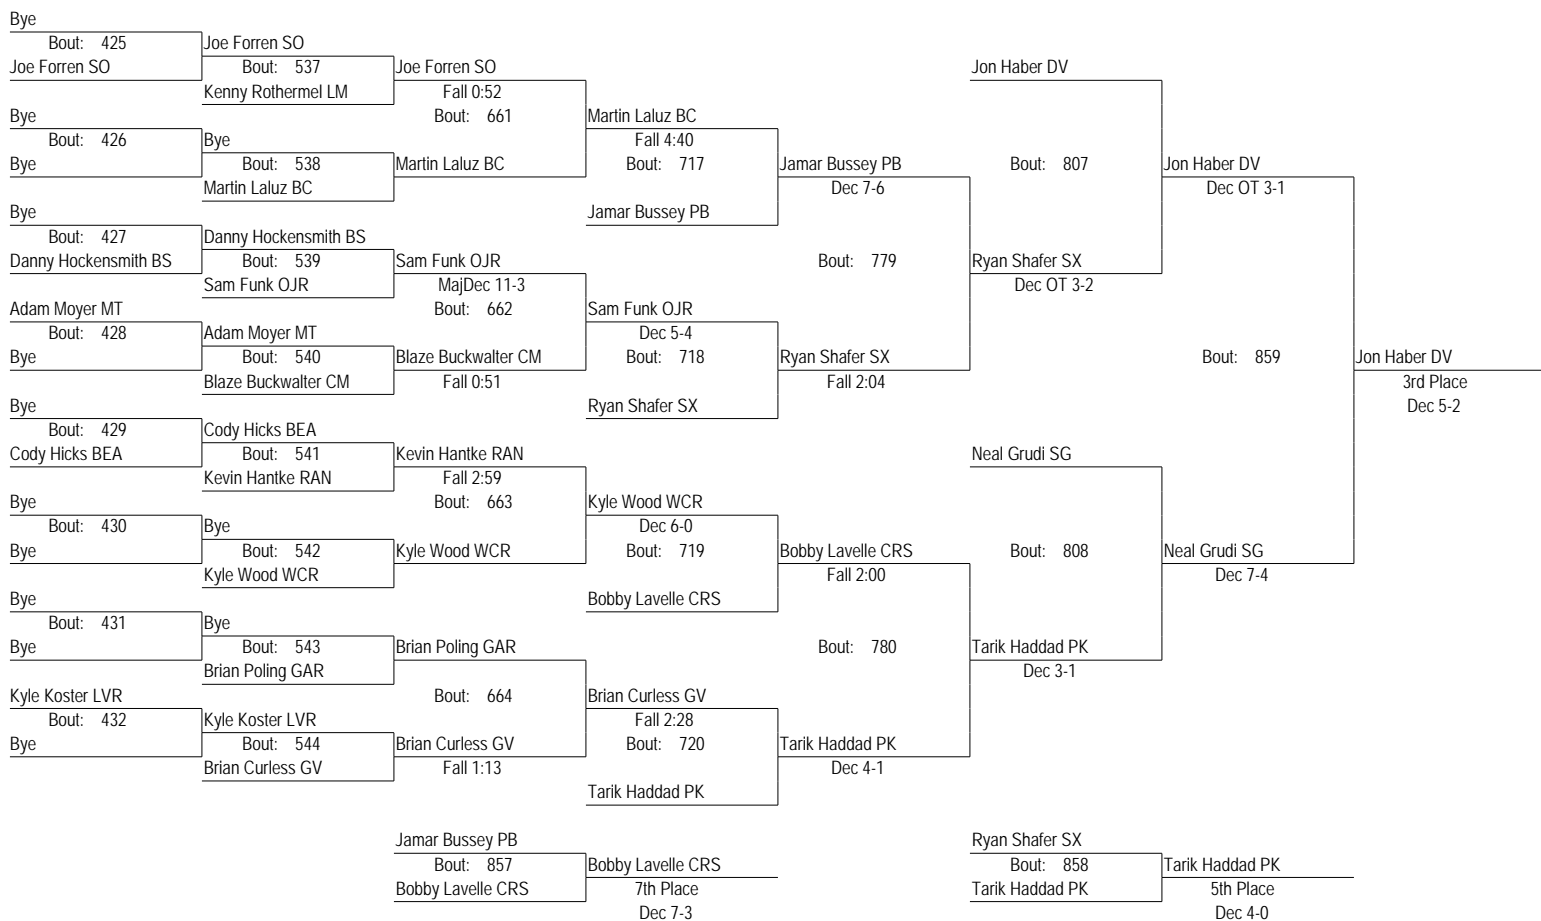 Bye
Bout: 425
Joe Forren SO
Joe Forren SO
Bout: 537
Kenny Rothermel LM
Joe Forren SO
Fall 0:52
Bout: 661
Bye
Bout: 426
Bye
Bye
Bout: 538
Martin Laluz BC
Martin Laluz BC
Martin Laluz BC
Fall 4:40
Bout: 717
Jamar Bussey PB
Jamar Bussey PB
Dec 7-6
Bye
Bout: 427
Danny Hockensmith BS
Danny Hockensmith BS
Bout: 539
Sam Funk OJR
Sam Funk OJR
MajDec 11-3
Bout: 662
Adam Moyer MT
Bout: 428
Bye
Adam Moyer MT
Bout: 540
Blaze Buckwalter CM
Blaze Buckwalter CM
Fall 0:51
Sam Funk OJR
Dec 5-4
Bout: 718
Ryan Shafer SX
Ryan Shafer SX
Fall 2:04
Bout: 779
Ryan Shafer SX
Dec OT 3-2
Jon Haber DV
Bout: 807
Jon Haber DV
Dec OT 3-1
Bye
Bout: 429
Cody Hicks BEA
Cody Hicks BEA
Bout: 541
Kevin Hantke RAN
Kevin Hantke RAN
Fall 2:59
Bout: 663
Bye
Bout: 430
Bye
Bye
Bout: 542
Kyle Wood WCR
Kyle Wood WCR
Kyle Wood WCR
Dec 6-0
Bout: 719
Bobby Lavelle CRS
Bobby Lavelle CRS
Fall 2:00
Bye
Bout: 431
Bye
Bye
Bout: 543
Brian Poling GAR
Brian Poling GAR
Bout: 664
Kyle Koster LVR
Bout: 432
Bye
Kyle Koster LVR
Bout: 544
Brian Curless GV
Brian Curless GV
Fall 1:13
Brian Curless GV
Fall 2:28
Bout: 720
Tarik Haddad PK
Tarik Haddad PK
Dec 4-1
Bout: 780
Tarik Haddad PK
Dec 3-1
Neal Grudi SG
Bout: 808
Neal Grudi SG
Dec 7-4
Bout: 859
Jon Haber DV
3rd Place
Dec 5-2
Jamar Bussey PB
Bout: 857
Bobby Lavelle CRS
Bobby Lavelle CRS
7th Place
Dec 7-3
Ryan Shafer SX
Bout: 858
Tarik Haddad PK
Tarik Haddad PK
5th Place
Dec 4-0